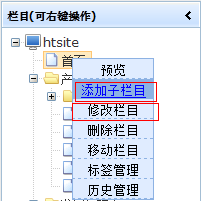 栏目(可右键操作)
htsite
首页
预览
产
添加子栏目
修改栏目
删除栏目
移动栏目
标签管理
历史管理